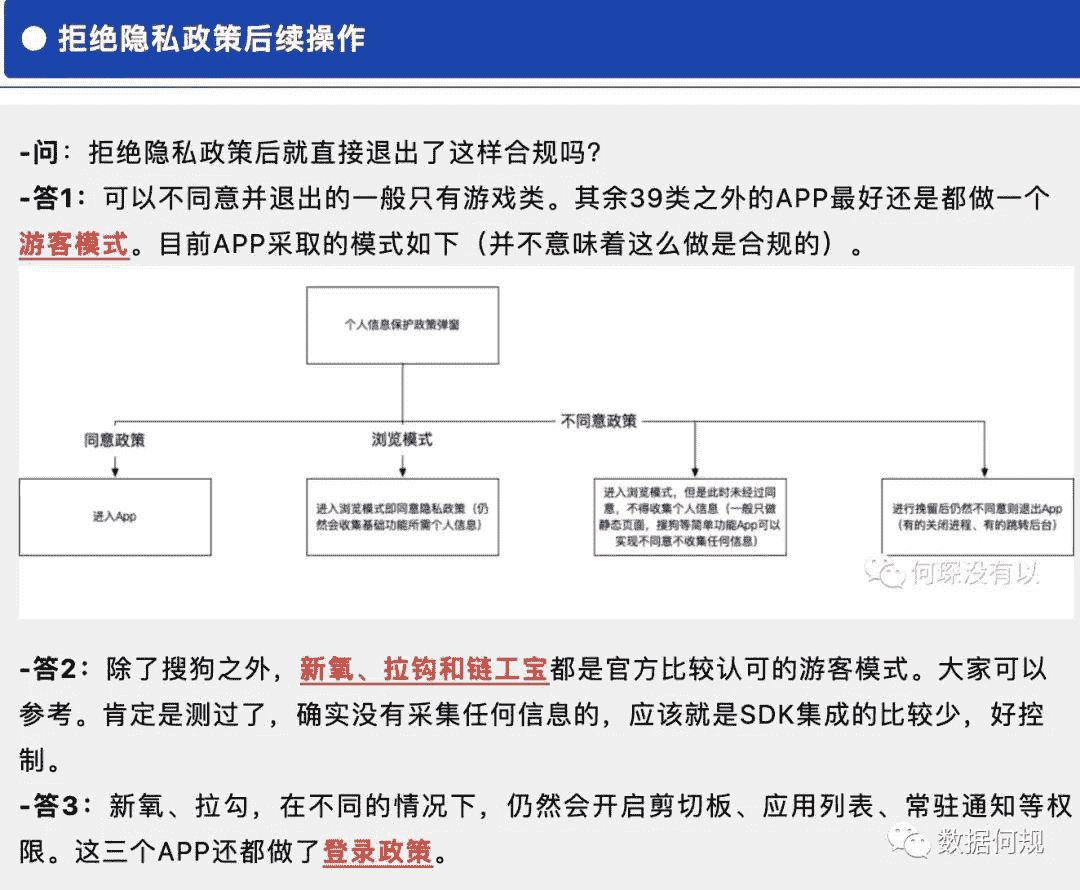 拒绝隐私政策后续操作
-问：拒绝隐私政策后就直接退出了这样合规吗？
-答1：可以不同意并退出的一般只有游戏类。其余39类之外的APP最好还是都做一个
游客模式。目前APP采取的模式如下（并不意味着这么做是合规的）。
个人信息保护政策弹窗
不同意政策
同意政策
浏览模式
进入App
进入浏览模式即同意隐私政策（仍
然会收集基础功能所需个人信息）
进入浏览模式，但是此时未经过同
意，不得收集个人信息（一般只做
静态页面，搜狗等简单功能App可以
实现不同意不收集任何信息）
进行挽留后仍然不同意则退出App
（有的关闭进程、有的跳转后台）
何琛没有以
-答2：除了搜狗之外，新氧、拉钩和链工宝都是官方比较认可的游客模式。大家可以
参考。肯定是测过了，确实没有采集任何信息的，应该就是SDK集成的比较少，好控
制。
-答3：新氧、拉勾，在不同的情况下，仍然会开启剪切板、应用列表、常驻通知等权
限。这三个APP还都做了登录政策。
数据何规